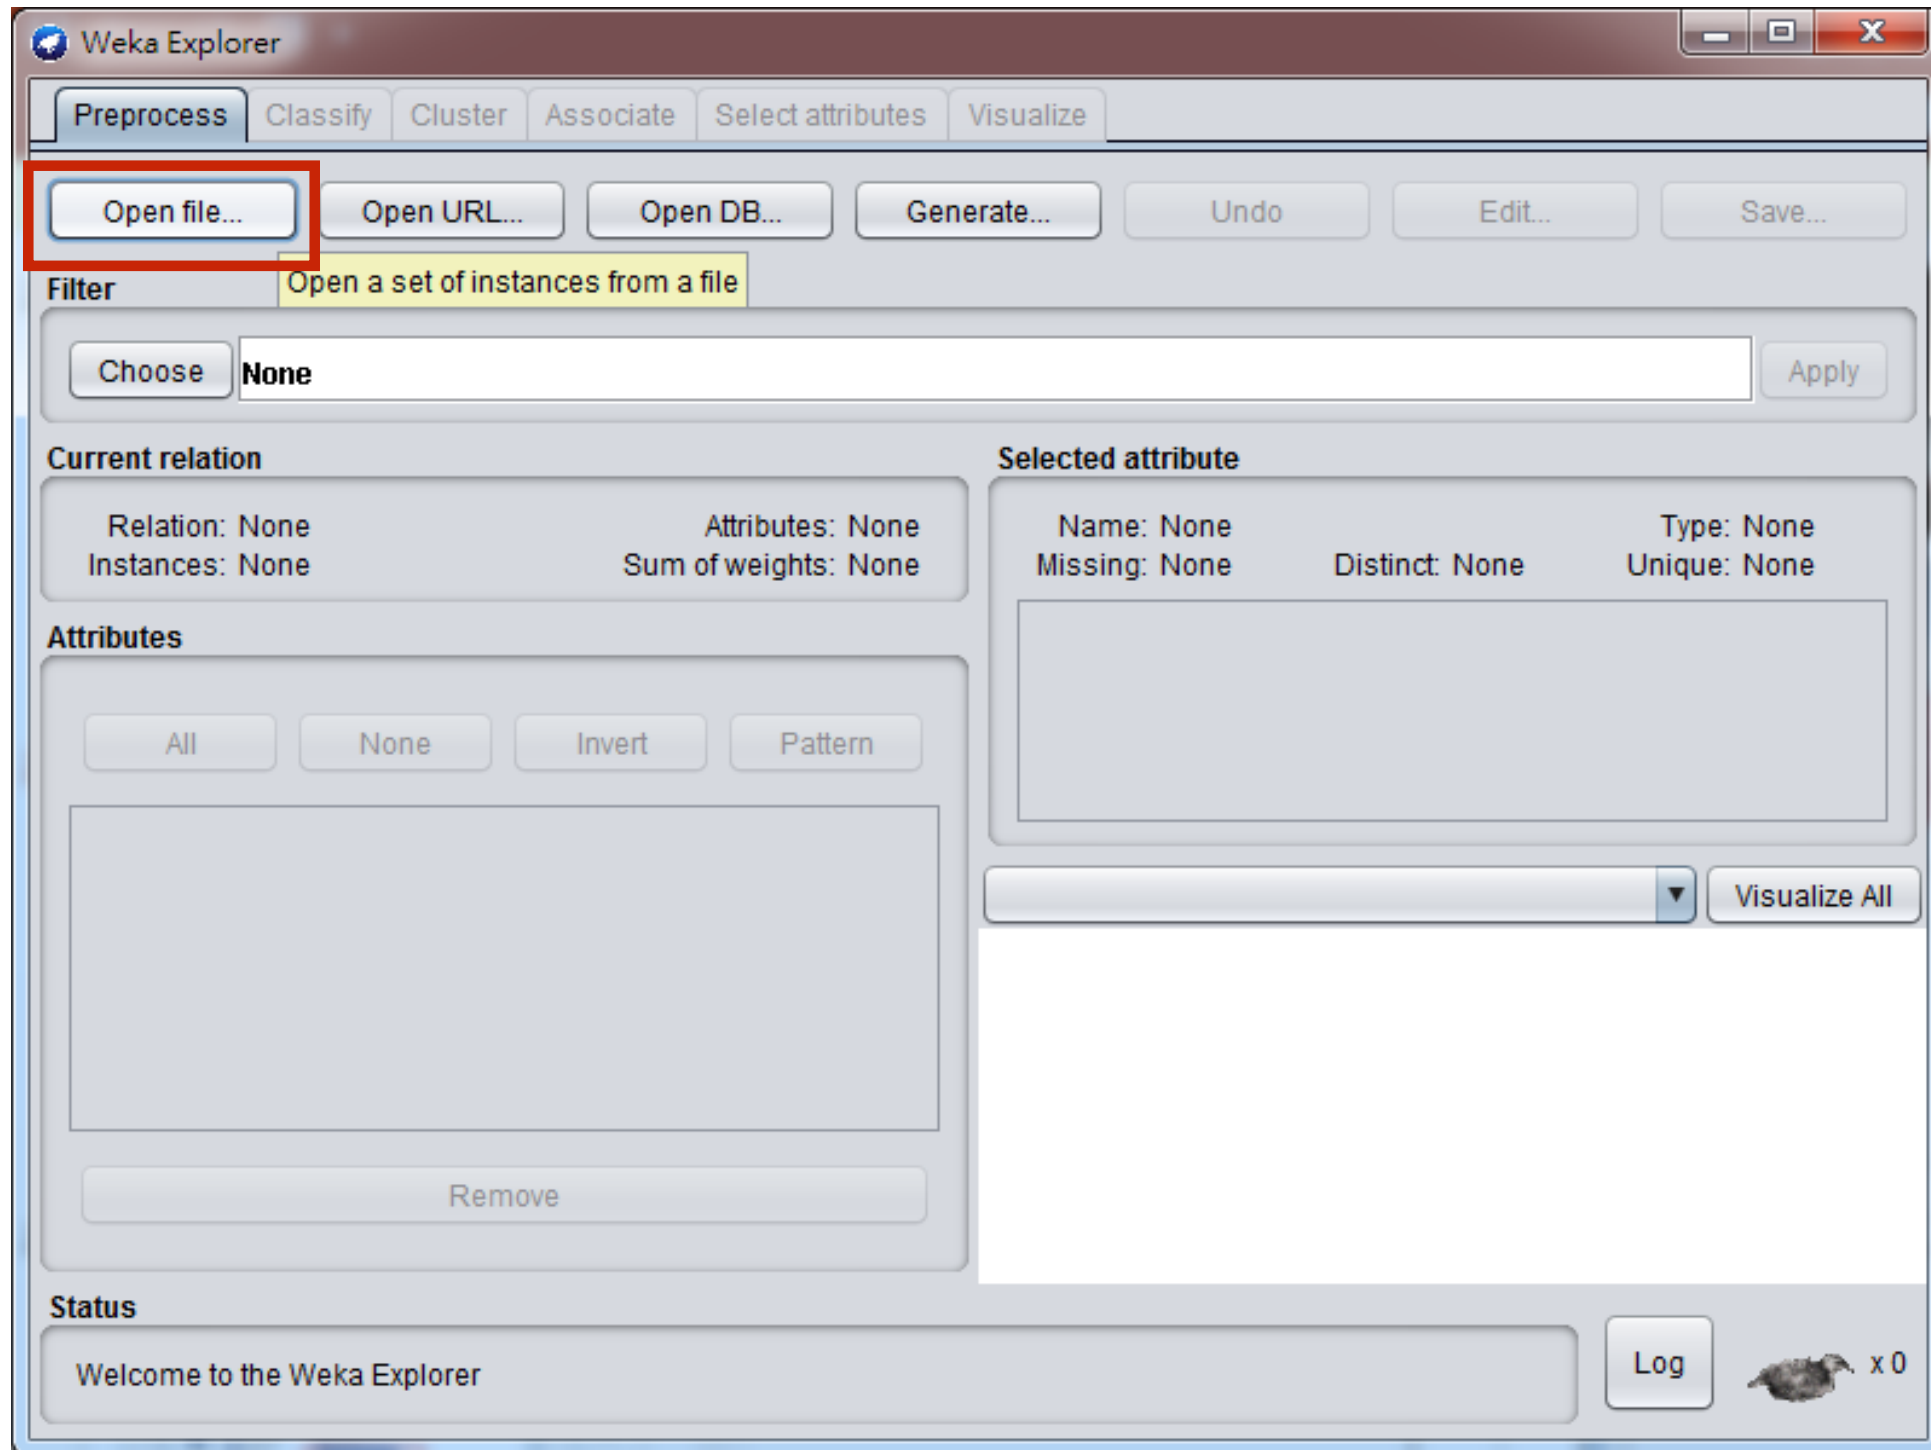 Weka Explorer
Preprocess Classify Cluster Associate Select attributes Visualize
Open file... Open URL... Open DB... Generate... Undo Edit... Save...
Open a set of instances from a file
Filter
Choose None Apply
Current relation
Relation: None Attributes: None
Instances: None Sum of weights: None
Selected attribute
Name: None Type: None
Missing: None Distinct: None Unique: None
Attributes
All None Invert Pattern
Remove
Visualize All
Status
Welcome to the Weka Explorer
Log x 0